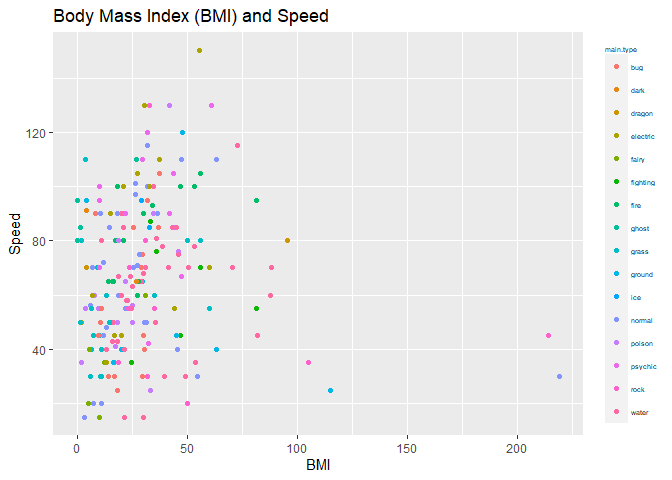 Body Mass Index (BMI) and Speed
Speed
120
80
40
0
50
100
150
200
BMI
main.type
bug
dark
dragon
electric
fairy
fighting
fire
ghost
grass
ground
ice
normal
poison
psychic
rock
water